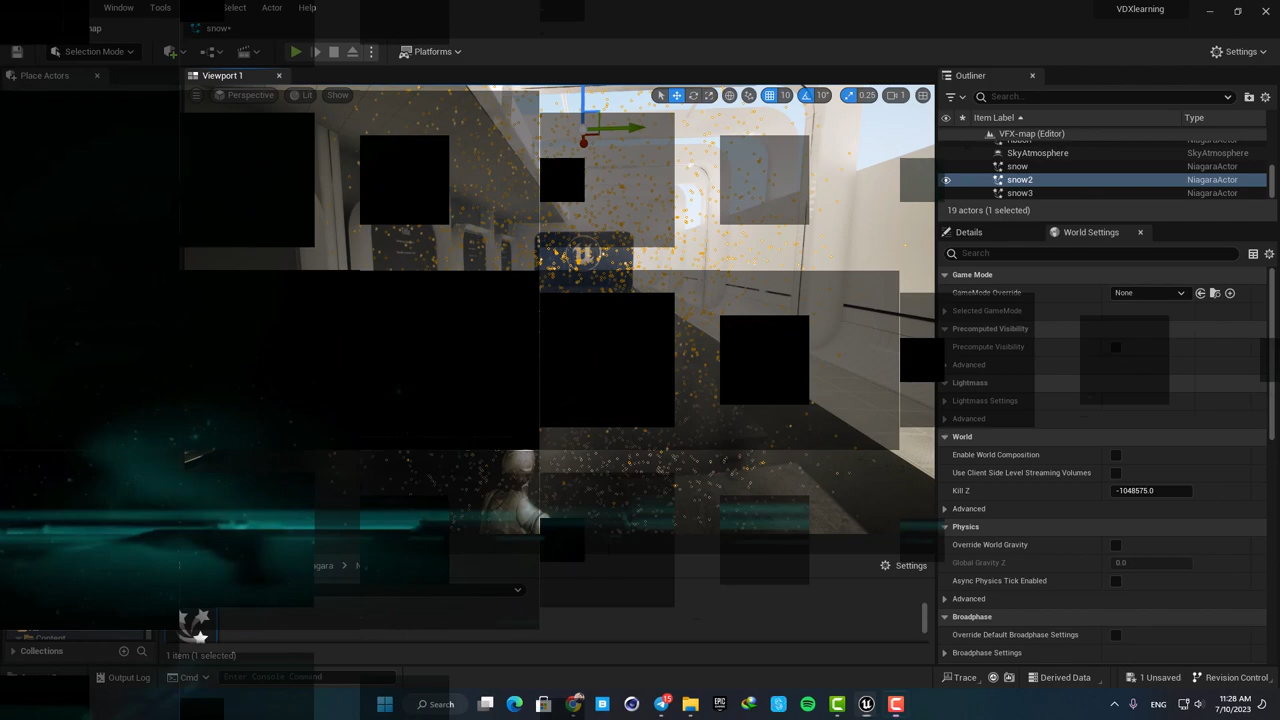 Window Tools Select Actor Help VDXlearning
map snow*
Selection Mode Platforms Settings
Place Actors Viewport 1 Outliner
Perspective Lit Show 10 10° 0.25 1 Search...
Item Label Type
VFX-map (Editor)
SkyAtmosphere SkyAtmosphere
snow NiagaraActor
snow2 NiagaraActor
snow3 NiagaraActor
19 actors (1 selected)
Details World Settings
Search
Game Mode
GameMode Override None
Selected GameMode
Precomputed Visibility
Precompute Visibility
Advanced
Lightmass
Lightmass Settings
Advanced
World
Enable World Composition
Use Client Side Level Streaming Volumes
Kill Z -1048575.0
Advanced
Physics
Override World Gravity
Global Gravity Z 0.0
Async Physics Tick Enabled
Advanced
Broadphase
Override Default Broadphase Settings
Broadphase Settings
Settings
Content
Collections 1 item (1 selected)
Output Log Cmd Enter Console Command Trace Derived Data 1 Unsaved Revision Control
Search 15 EPIC GAMES ENG 11:28 AM
7/10/2023